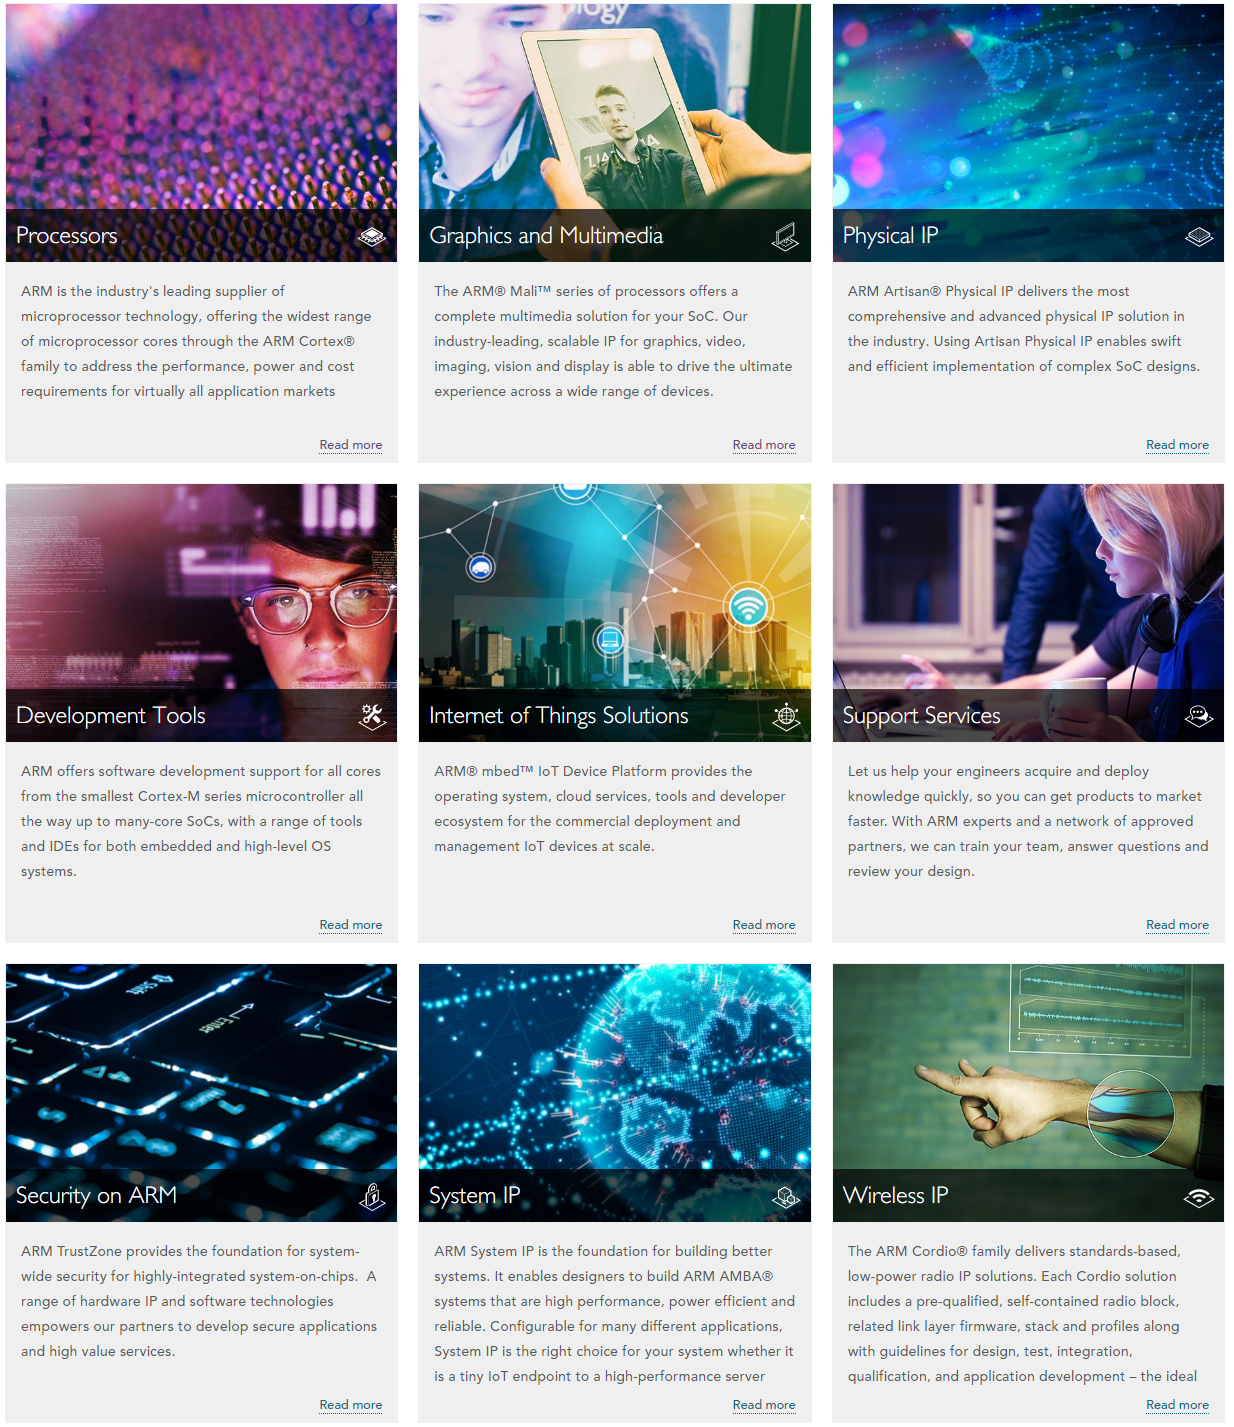 ology
Processors
ARM is the industry's leading supplier of
microprocessor technology, offering the widest range
of microprocessor cores through the ARM Cortex®
family to address the performance, power and cost
requirements for virtually all application markets
Read more
Graphics and Multimedia
The ARM® Mali™ series of processors offers a
complete multimedia solution for your SoC. Our
industry-leading, scalable IP for graphics, video,
imaging, vision and display is able to drive the ultimate
experience across a wide range of devices.
Read more
Physical IP
ARM Artisan® Physical IP delivers the most
comprehensive and advanced physical IP solution in
the industry. Using Artisan Physical IP enables swift
and efficient implementation of complex SoC designs.
Read more
Development Tools
ARM offers software development support for all cores
from the smallest Cortex-M series microcontroller all
the way up to many-core SoCs, with a range of tools
and IDEs for both embedded and high-level OS
systems.
Read more
Internet of Things Solutions
ARM® mbed™ IoT Device Platform provides the
operating system, cloud services, tools and developer
ecosystem for the commercial deployment and
management IoT devices at scale.
Read more
Support Services
Let us help your engineers acquire and deploy
knowledge quickly, so you can get products to market
faster. With ARM experts and a network of approved
partners, we can train your team, answer questions and
review your design.
Read more
Shift
Enter
Security on ARM
ARM TrustZone provides the foundation for system-
wide security for highly-integrated system-on-chips.  A
range of hardware IP and software technologies
empowers our partners to develop secure applications
and high value services.
Read more
System IP
ARM System IP is the foundation for building better
systems. It enables designers to build ARM AMBA®
systems that are high performance, power efficient and
reliable. Configurable for many different applications,
System IP is the right choice for your system whether it
is a tiny IoT endpoint to a high-performance server
Read more
Wireless IP
The ARM Cordio® family delivers standards-based,
low-power radio IP solutions. Each Cordio solution
includes a pre-qualified, self-contained radio block,
related link layer firmware, stack and profiles along
with guidelines for design, test, integration,
qualification, and application development – the ideal
Read more